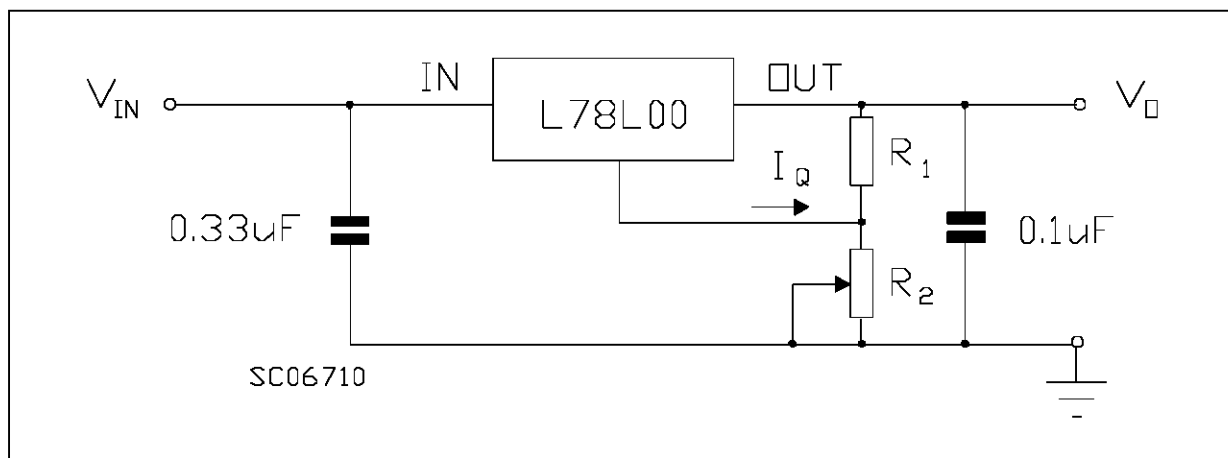 IN
OUT
V_IN
L78L00
V_O
R_1
I_Q
0.33uF
0.1uF
R_2
SC06710